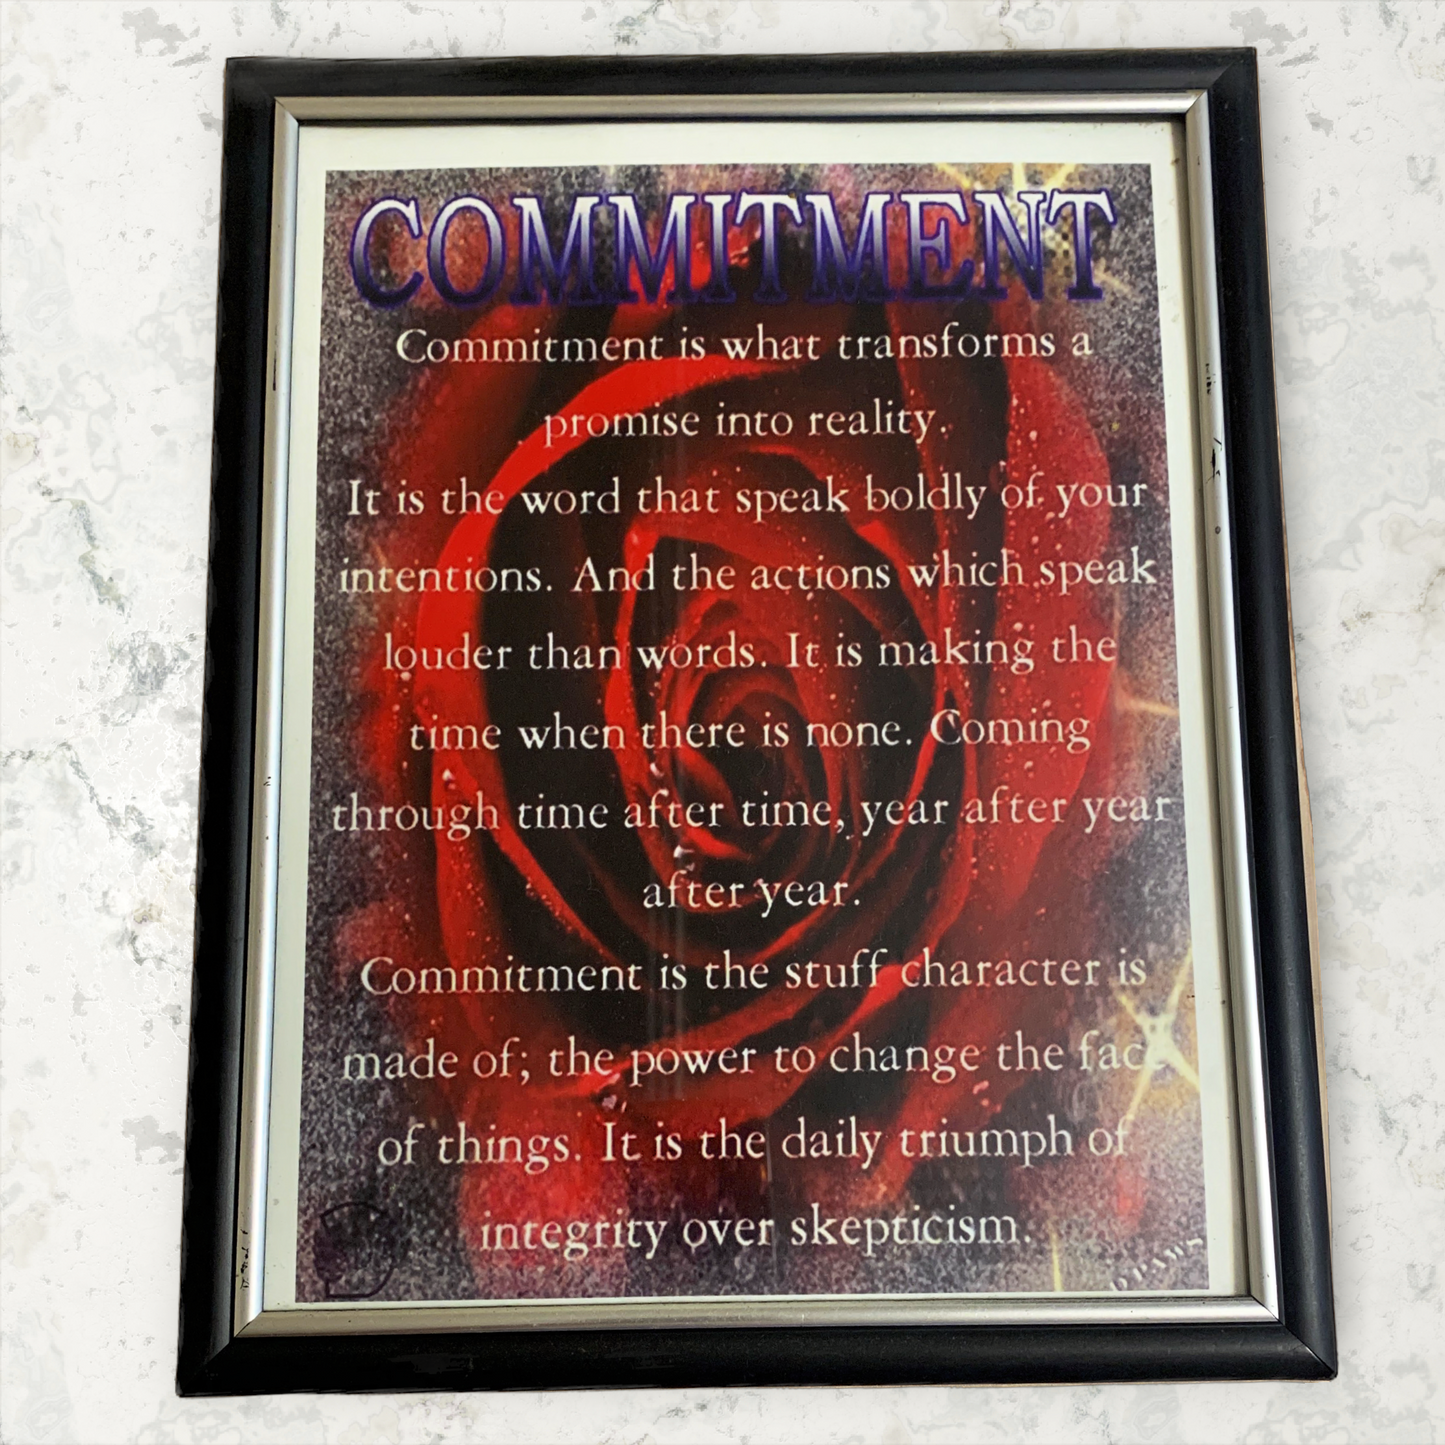 COMMITMENT
Commitment is what transforms a
promise into reality.
It is the word that speak boldly of your
intentions. And the actions which speak
louder than words. It is making the
time when there is none. Coming
through time after time, year after year
after year.
Commitment is the stuff character is
made of; the power to change the face
of things. It is the daily triumph of
integrity over skepticism.
PAWS